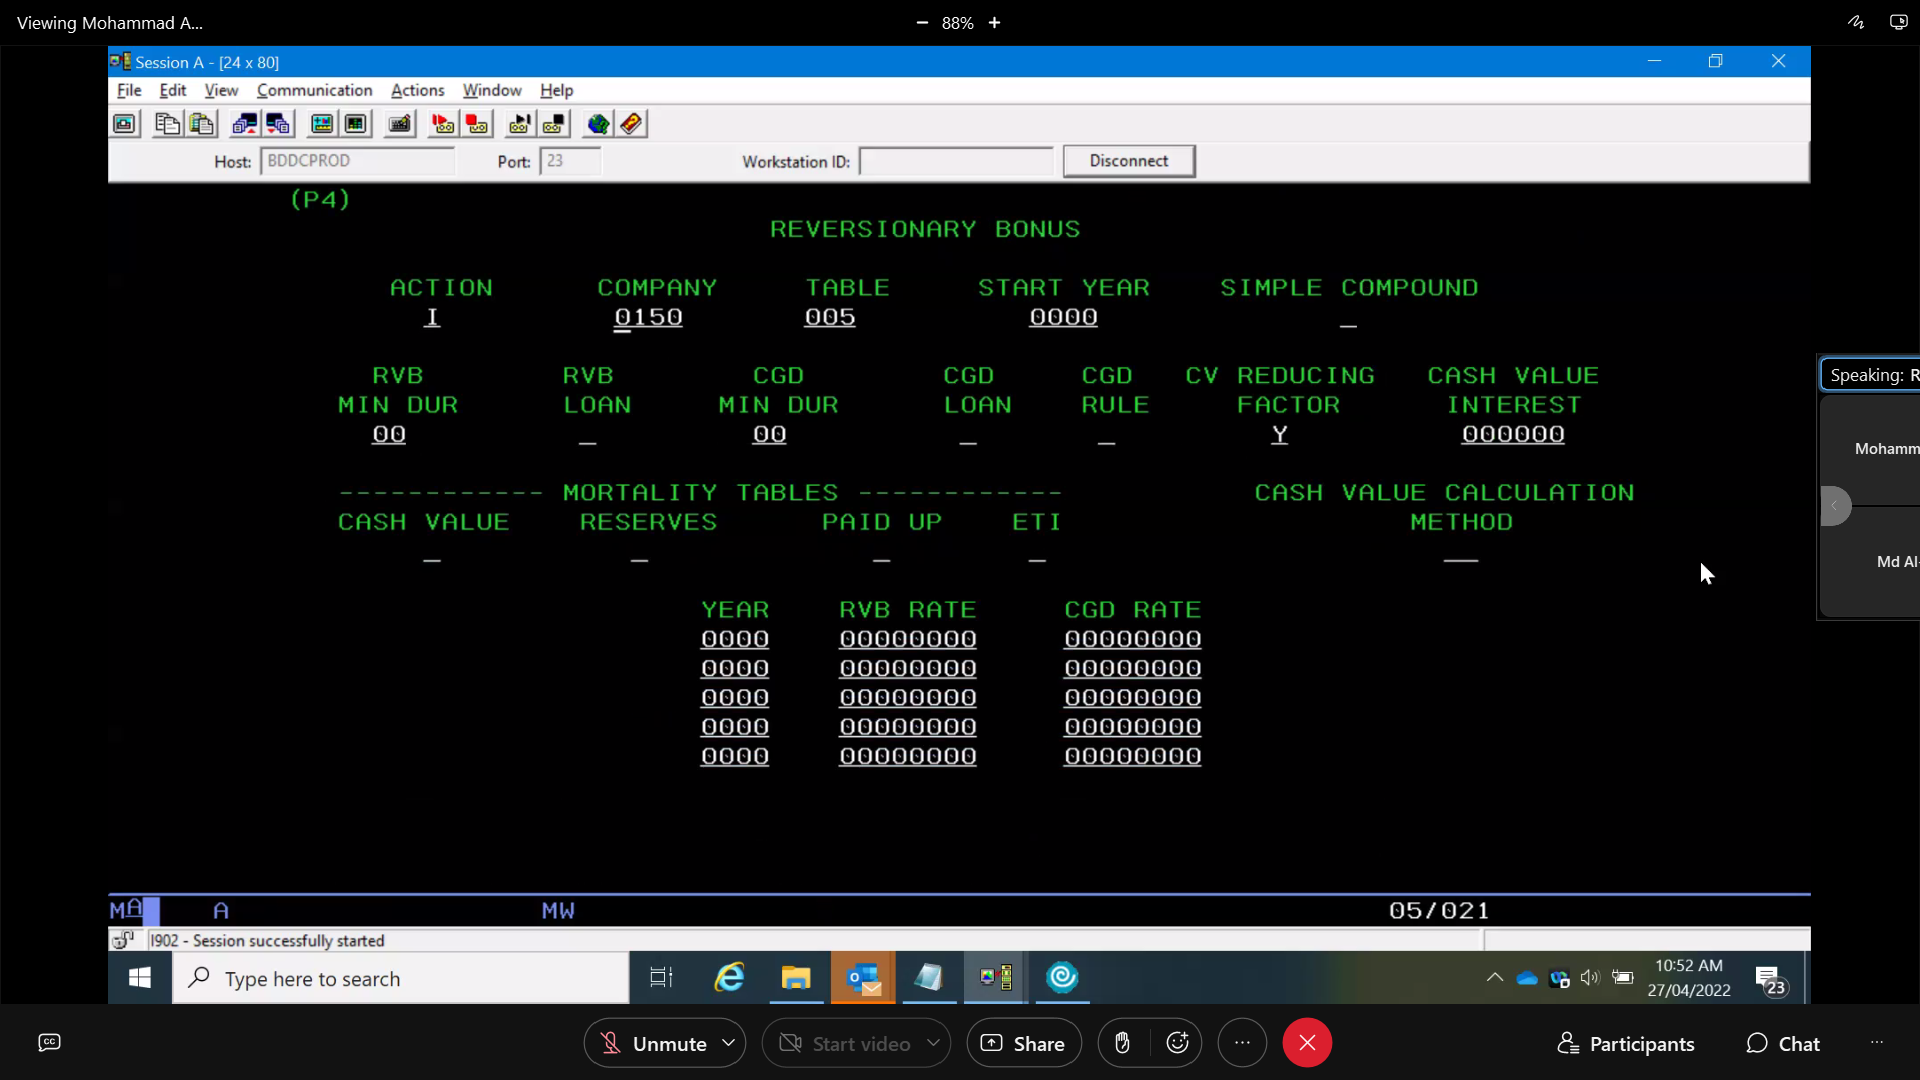 Viewing Mohammad A...
88%
Session A - [24 x 80]
File Edit View Communication Actions Window Help
Host: BDDCPROD Port: 23 Workstation ID: Disconnect
(P4)
REVERSIONARY BONUS
ACTION COMPANY TABLE START YEAR SIMPLE COMPOUND
I 0150 005 0000 _
RVB RVB CGD CGD CGD CV REDUCING CASH VALUE
MIN DUR LOAN MIN DUR LOAN RULE FACTOR INTEREST
00 _ 00 _ _ Y 000000
------------ MORTALITY TABLES ------------ CASH VALUE CALCULATION
CASH VALUE RESERVES PAID UP ETI METHOD
_ _ _ _ __
YEAR RVB RATE CGD RATE
0000 00000000 00000000
0000 00000000 00000000
0000 00000000 00000000
0000 00000000 00000000
0000 00000000 00000000
MA A MW 05/021
I902 - Session successfully started
Type here to search
10:52 AM
27/04/2022
23
Speaking: R
Mohamm
Md Al-
CC Unmute Start video Share ... Participants Chat ...